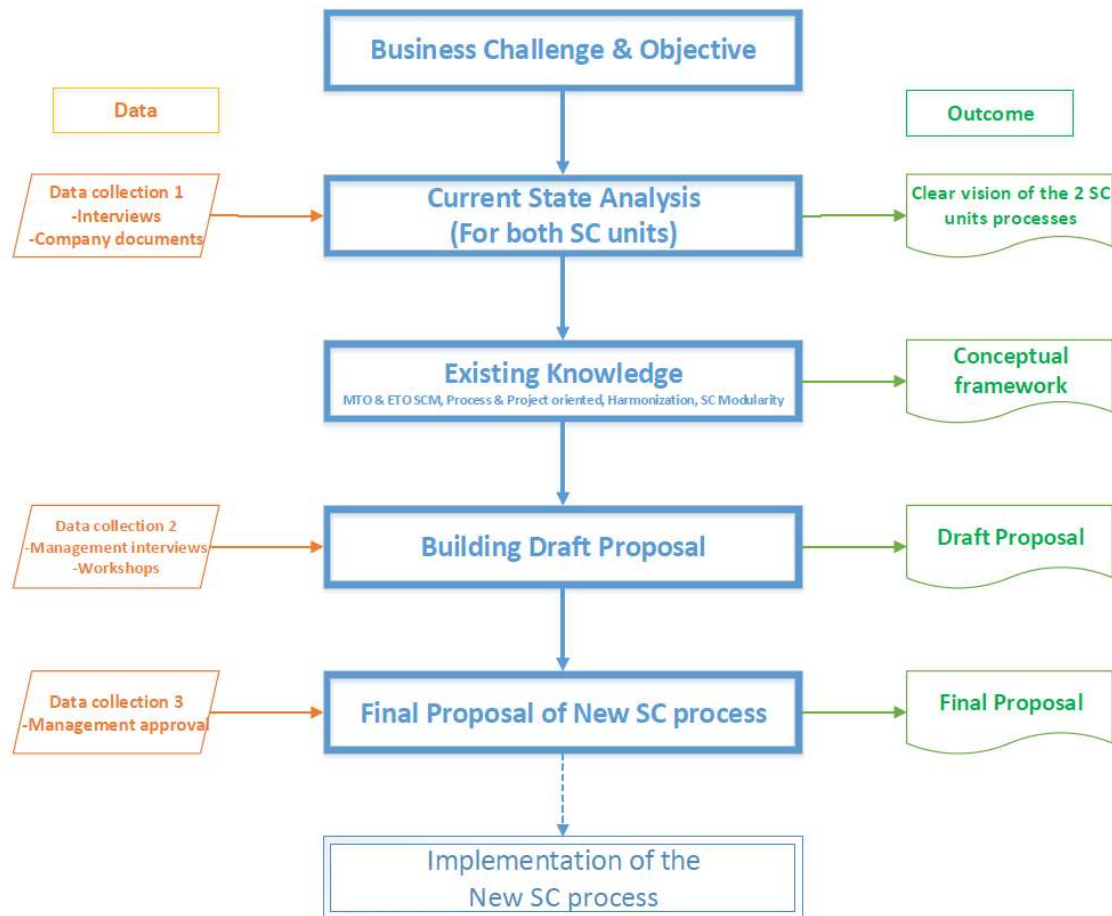 Business Challenge & Objective
Data
Outcome
Data collection 1
-Interviews
-Company documents
Current State Analysis
(For both SC units)
Clear vision of the 2 SC
units processes
Existing Knowledge
MTO & ETO SCM, Process & Project oriented, Harmonization, SC Modularity
Conceptual
framework
Data collection 2
-Management interviews
-Workshops
Building Draft Proposal
Draft Proposal
Data collection 3
-Management approval
Final Proposal of New SC process
Final Proposal
Implementation of the
New SC process